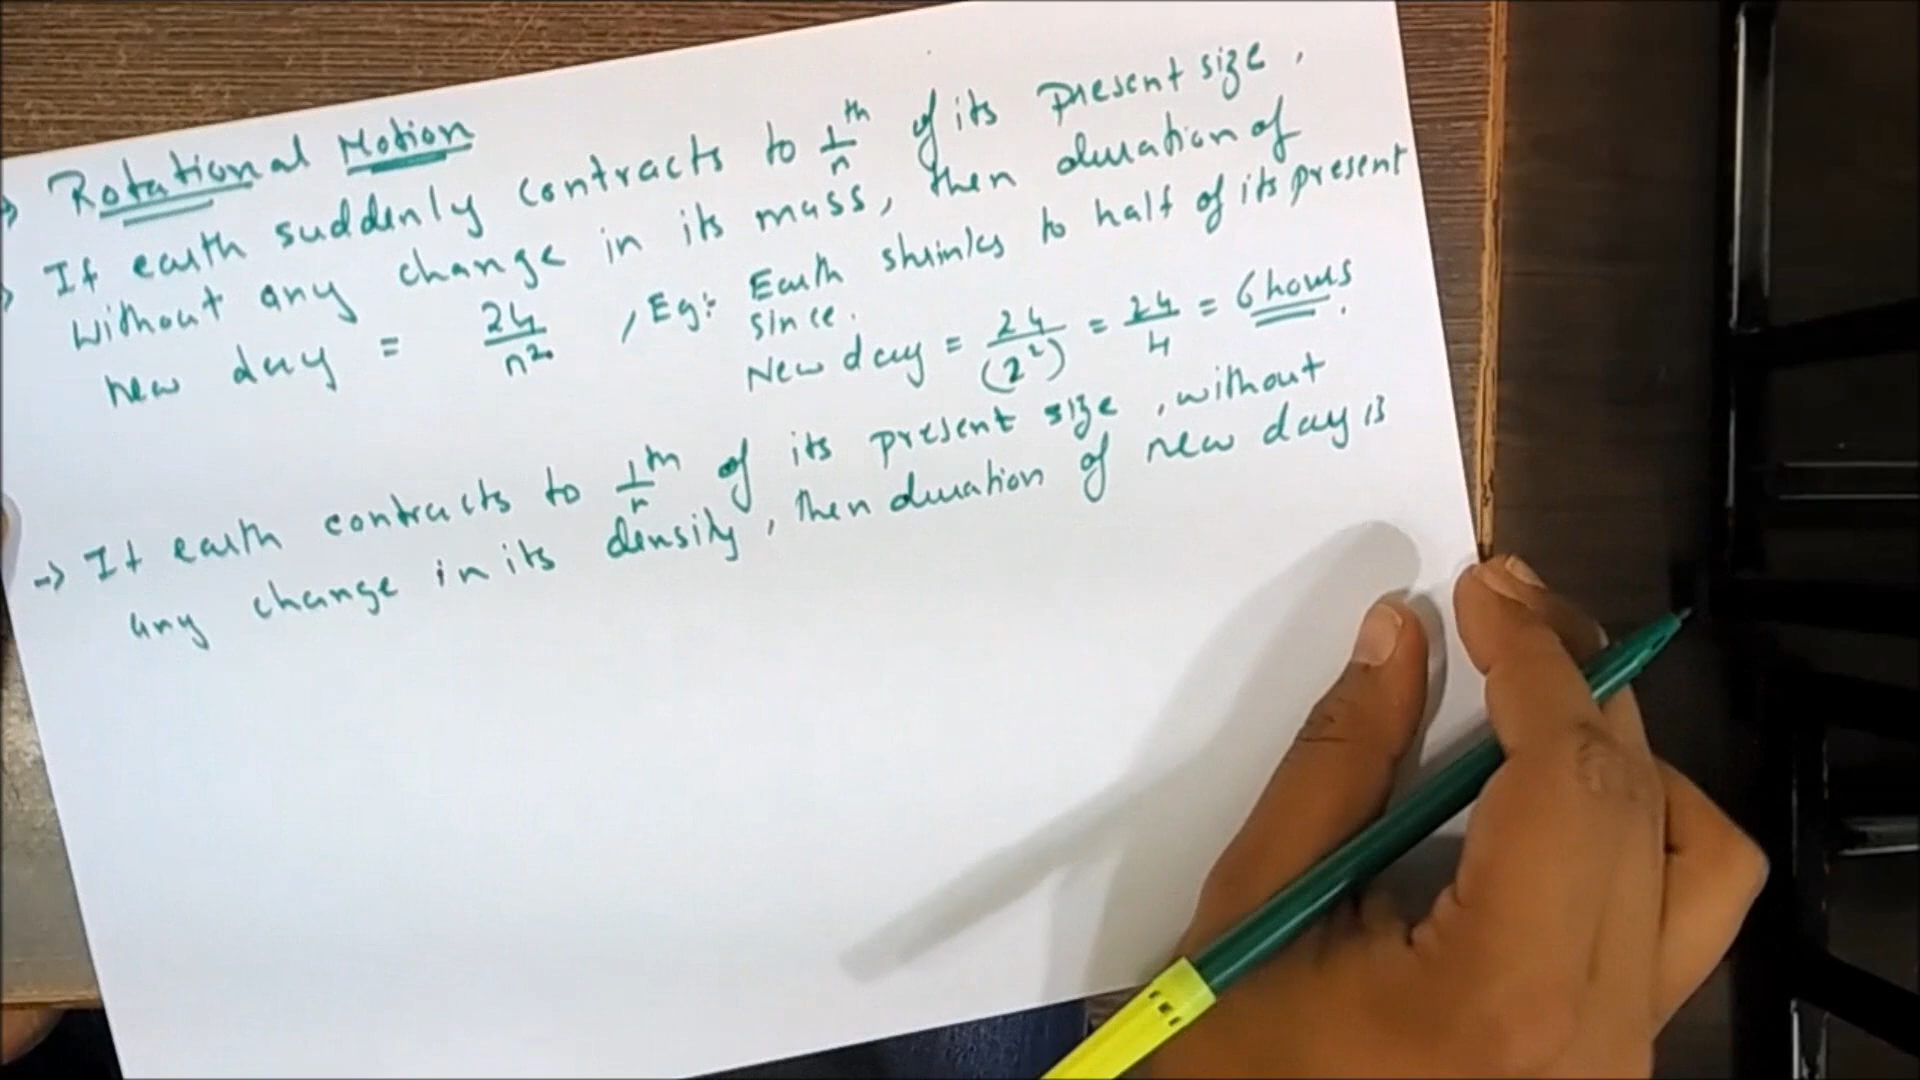 → Rotational Motion
→ If earth suddenly contracts to 1/n th of its present size,
without any change in its mass, then duration of
new day = 24/n², Eg: Earth shrinks to half of its present
since.
New day = 24/(2²) = 24/4 = 6 hours.
→ If earth contracts to 1/n th of its present size, without
any change in its density, then duration of new day is